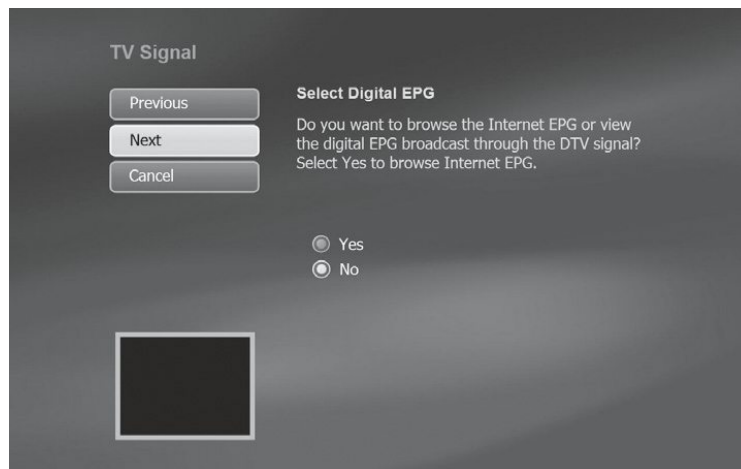 TV Signal
Previous
Next
Cancel
Select Digital EPG
Do you want to browse the Internet EPG or view
the digital EPG broadcast through the DTV signal?
Select Yes to browse Internet EPG.
Yes
No